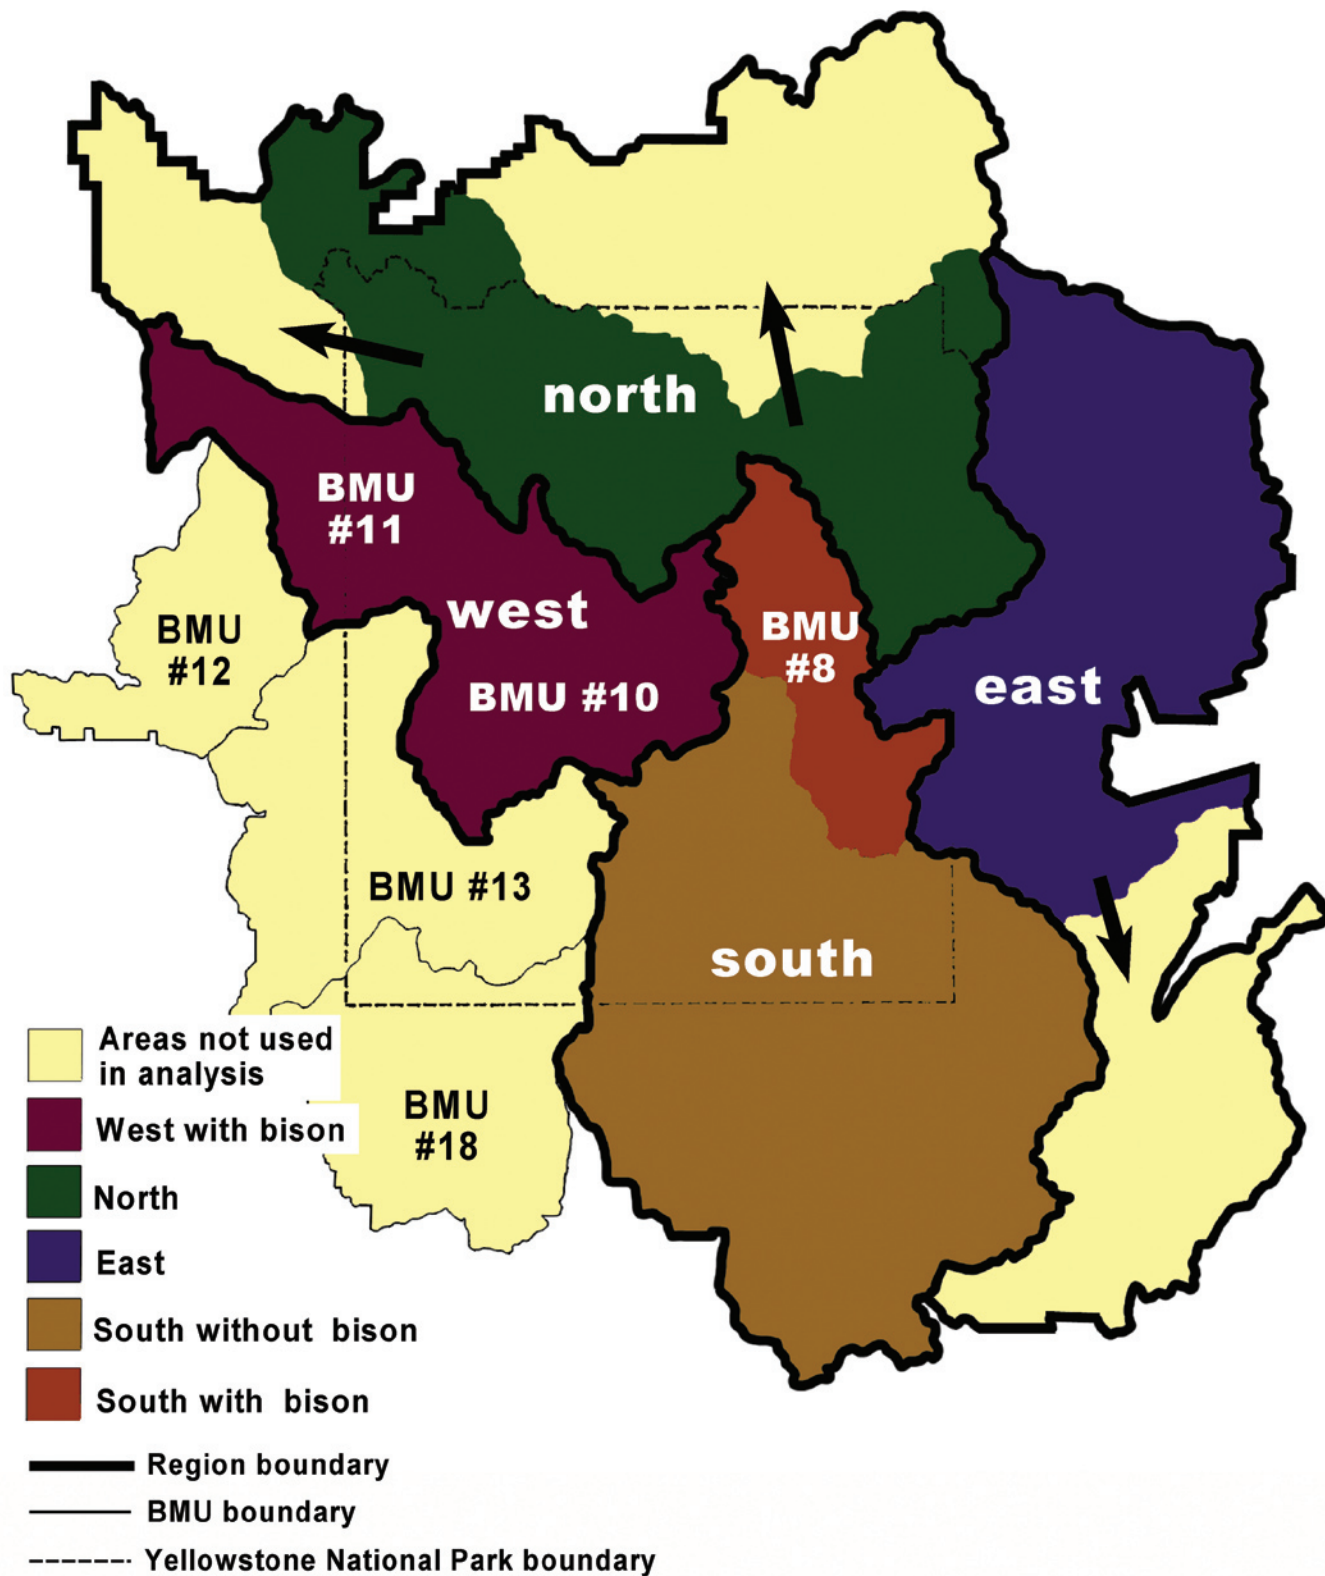 north
BMU
#11
west
BMU
#12
BMU
#8
BMU #10
east
BMU #13
south
BMU
#18
Areas not used
in analysis
West with bison
North
East
South without bison
South with bison
Region boundary
BMU boundary
Yellowstone National Park boundary